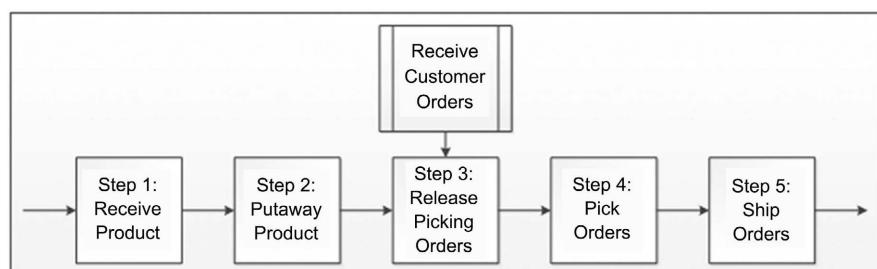 Receive
Customer
Orders
Step 1:
Receive
Product
Step 2:
Putaway
Product
Step 3:
Release
Picking
Orders
Step 4:
Pick
Orders
Step 5:
Ship
Orders